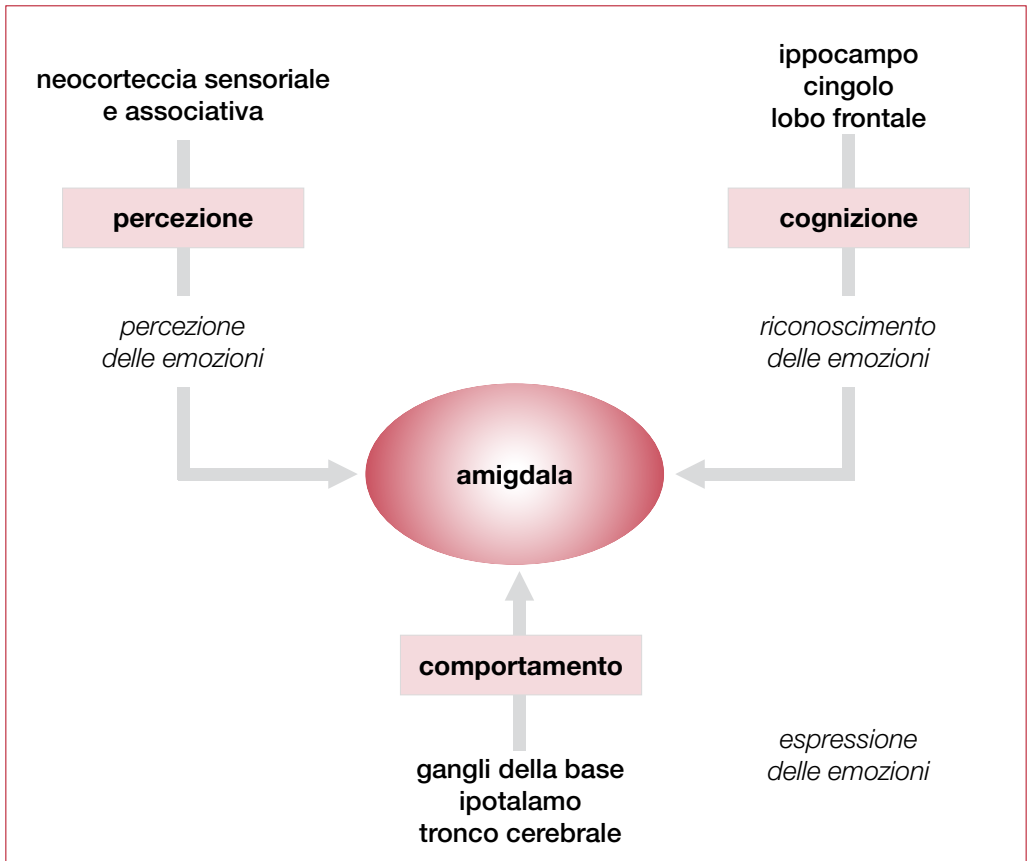 neocorteccia sensoriale
e associativa
percezione
percezione
delle emozioni
ippocampo
cingolo
lobo frontale
cognizione
riconoscimento
delle emozioni
amigdala
comportamento
gangli della base
ipotalamo
tronco cerebrale
espressione
delle emozioni